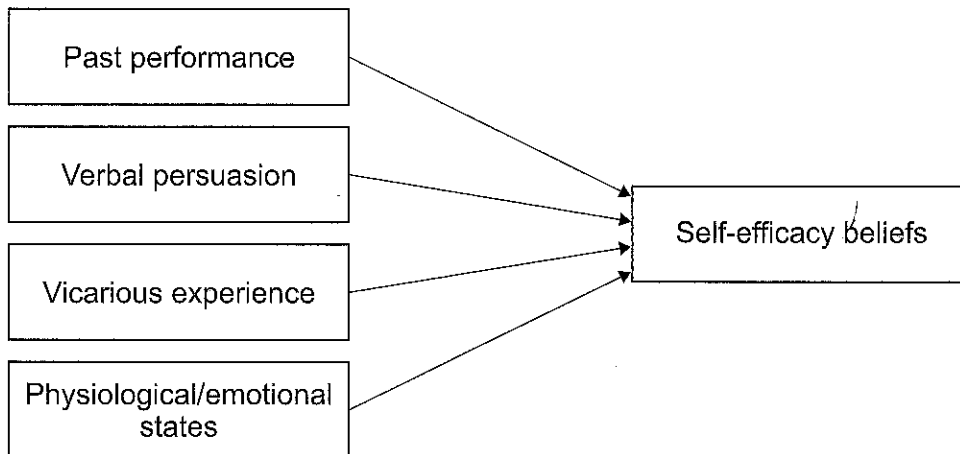 Past performance
Verbal persuasion
Vicarious experience
Physiological/emotional
states
Self-efficacy beliefs